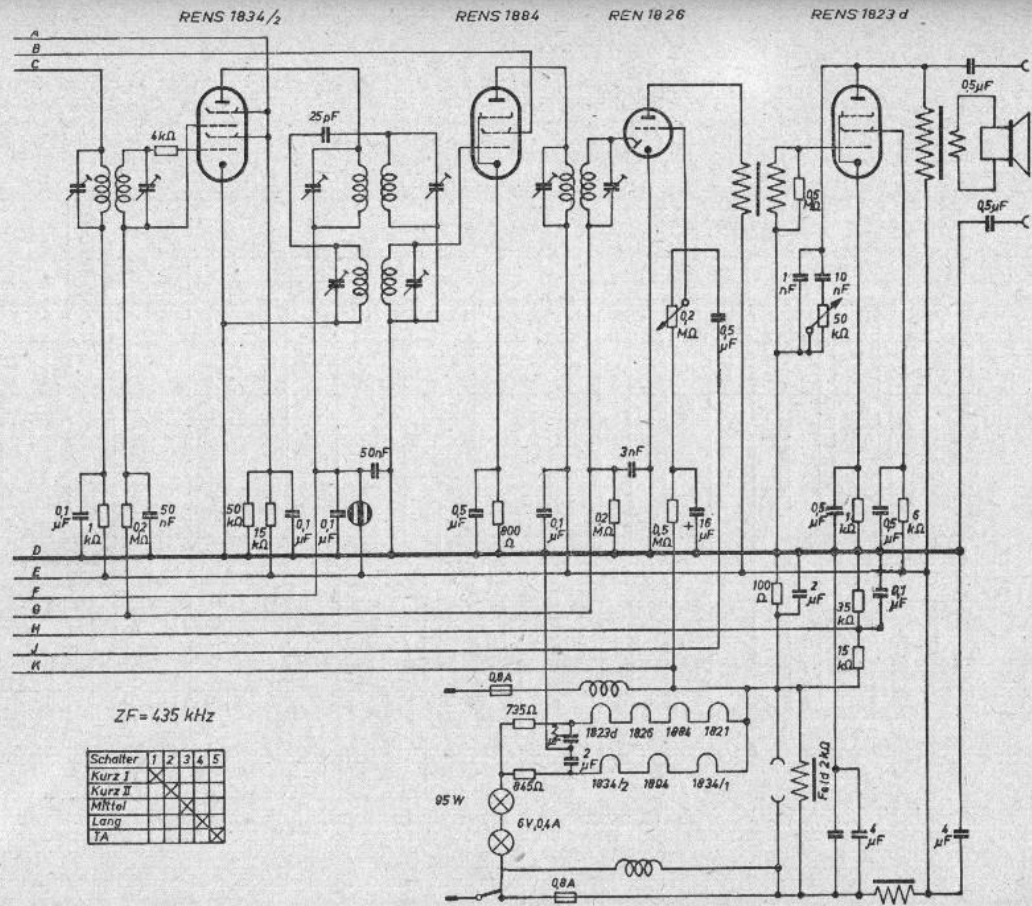 RENS 1834/2 RENS 1884 REN 1826 RENS 1823 d
A
B
C
0,5µF
25pF
4kΩ
0,5
MΩ
0,5µF
1
nF
10
nF
0,2
MΩ
0,5
µF
50
kΩ
50nF
3nF
0,1
µF
1
kΩ
0,2
MΩ
50
nF
50
kΩ
15
kΩ
0,1
µF
0,1
µF
0,5
µF
800
Ω
0,1
µF
0,2
MΩ
0,5
MΩ
+
16
µF
0,5
µF
1
kΩ
0,5
µF
6
kΩ
D
E
F
G
H
J
K
100
Ω
2
µF
35
kΩ
0,1
µF
15
kΩ
0,8A
ZF = 435 kHz
735Ω
2
µF
1823d 1826 1884 1821
2
µF
845Ω
1834/2 1894 1834/1
Feld 2kΩ
95 W
6V,0,4A
4
µF
4
µF
0,8A
Schalter 1 2 3 4 5
Kurz I
Kurz II
Mittel
Lang
TA